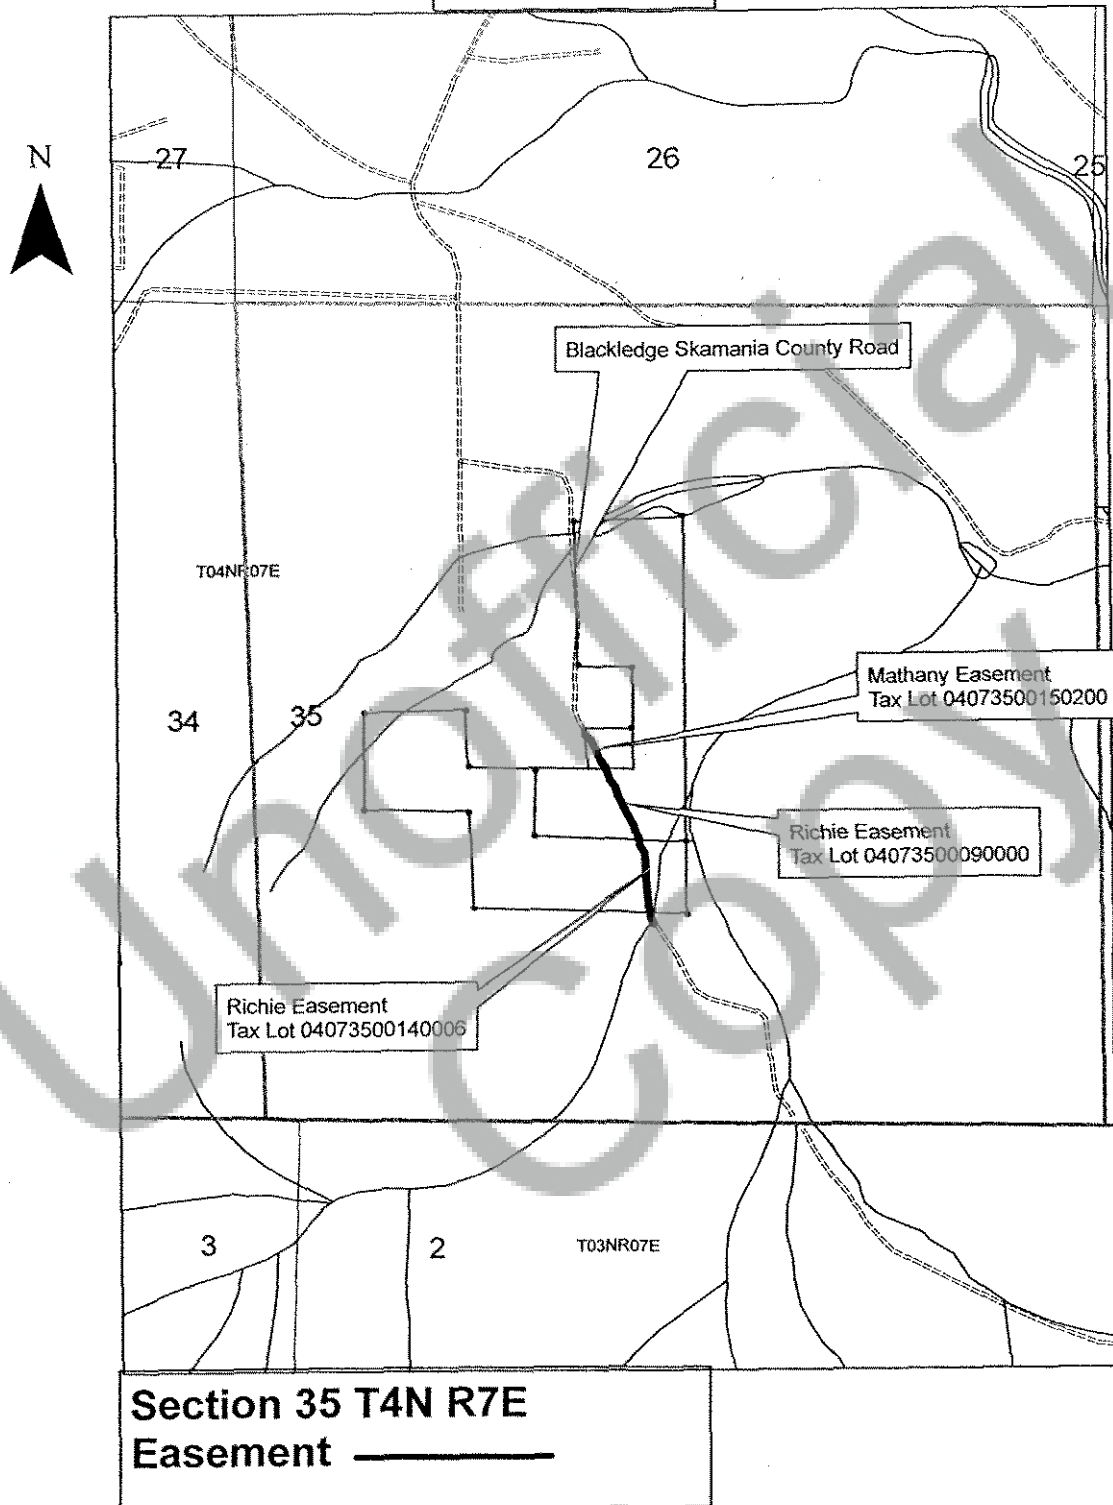 N
27
26
25
Blackledge Skamania County Road
T04NR07E
34
35
Mathany Easement
Tax Lot 04073500150200
Richie Easement
Tax Lot 04073500090000
Richie Easement
Tax Lot 04073500140006
3
2
T03NR07E
Section 35 T4N R7E
Easement
Unofficial
Copy